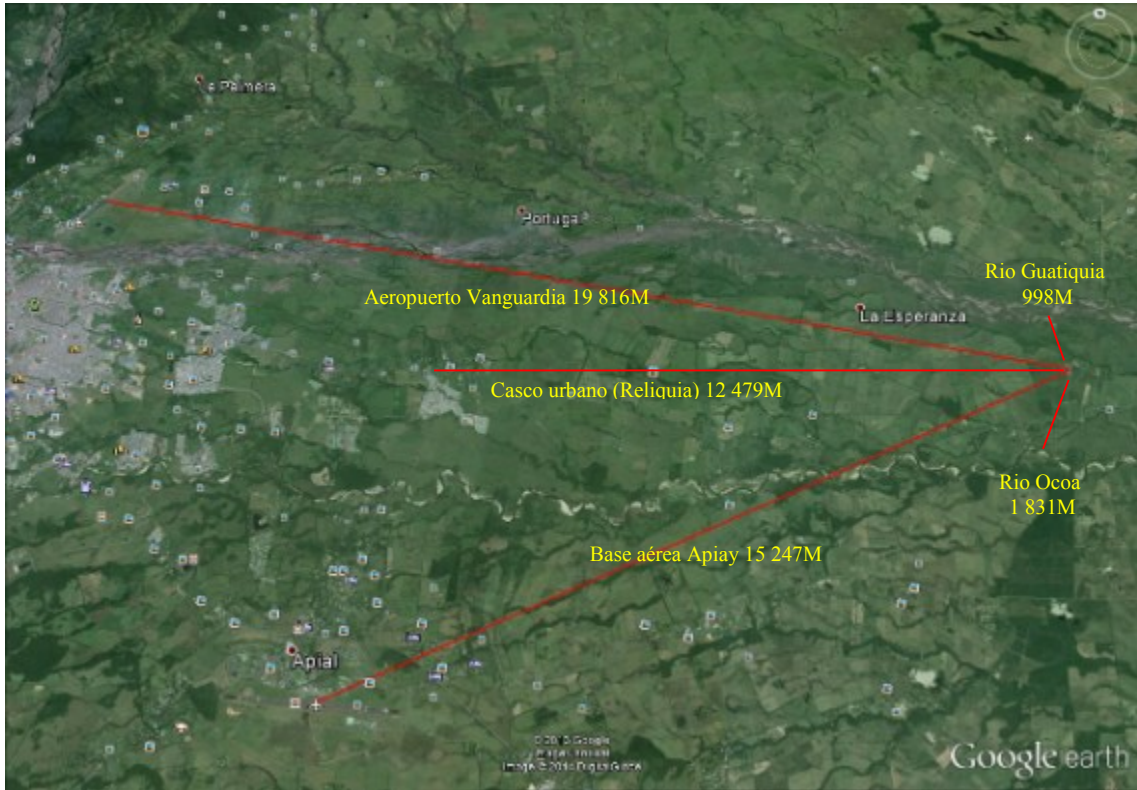 La Palmera
Portugal
Rio Guatiquia
998M
Aeropuerto Vanguardia 19 816M
La Esperanza
Casco urbano (Reliquia) 12 479M
Rio Ocoa
1 831M
Base aérea Apiay 15 247M
Apial
Google earth